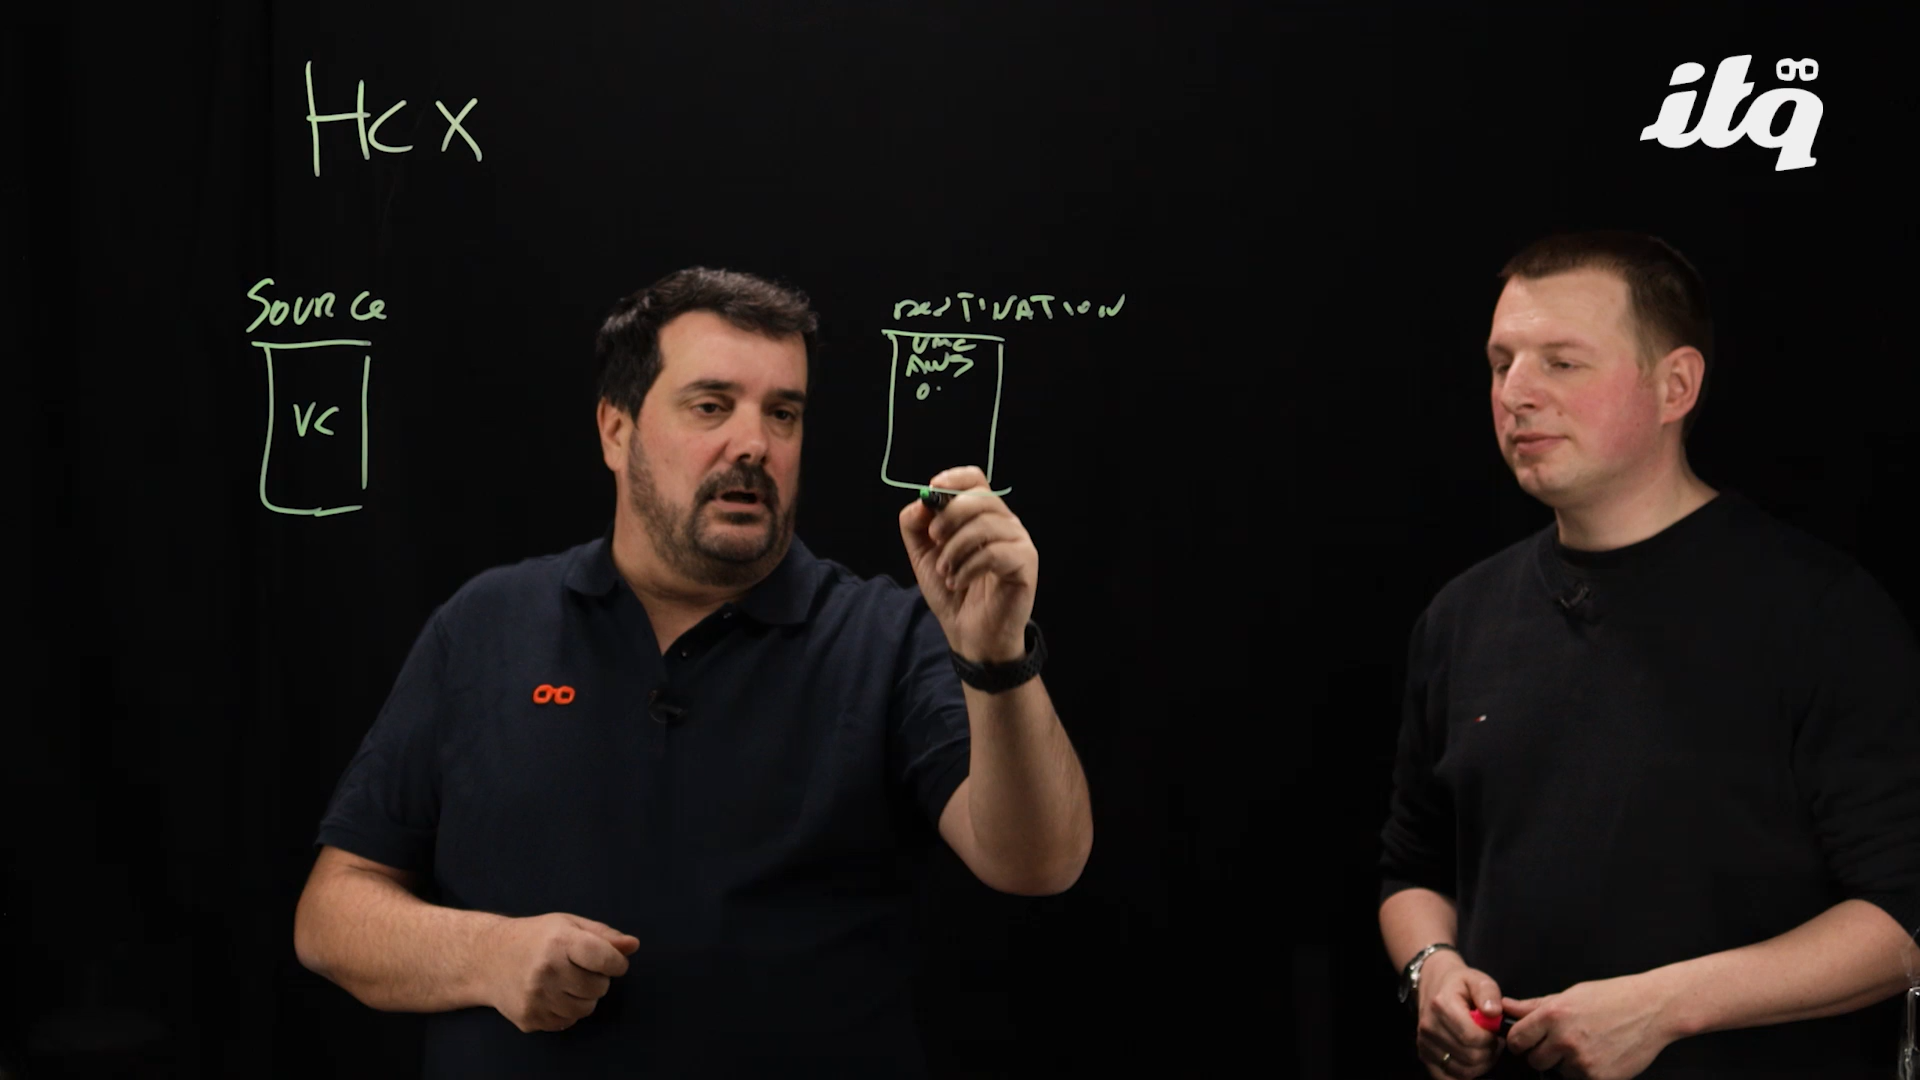 HCX
itq
Source
DESTINATION
VC
VMC
AWS